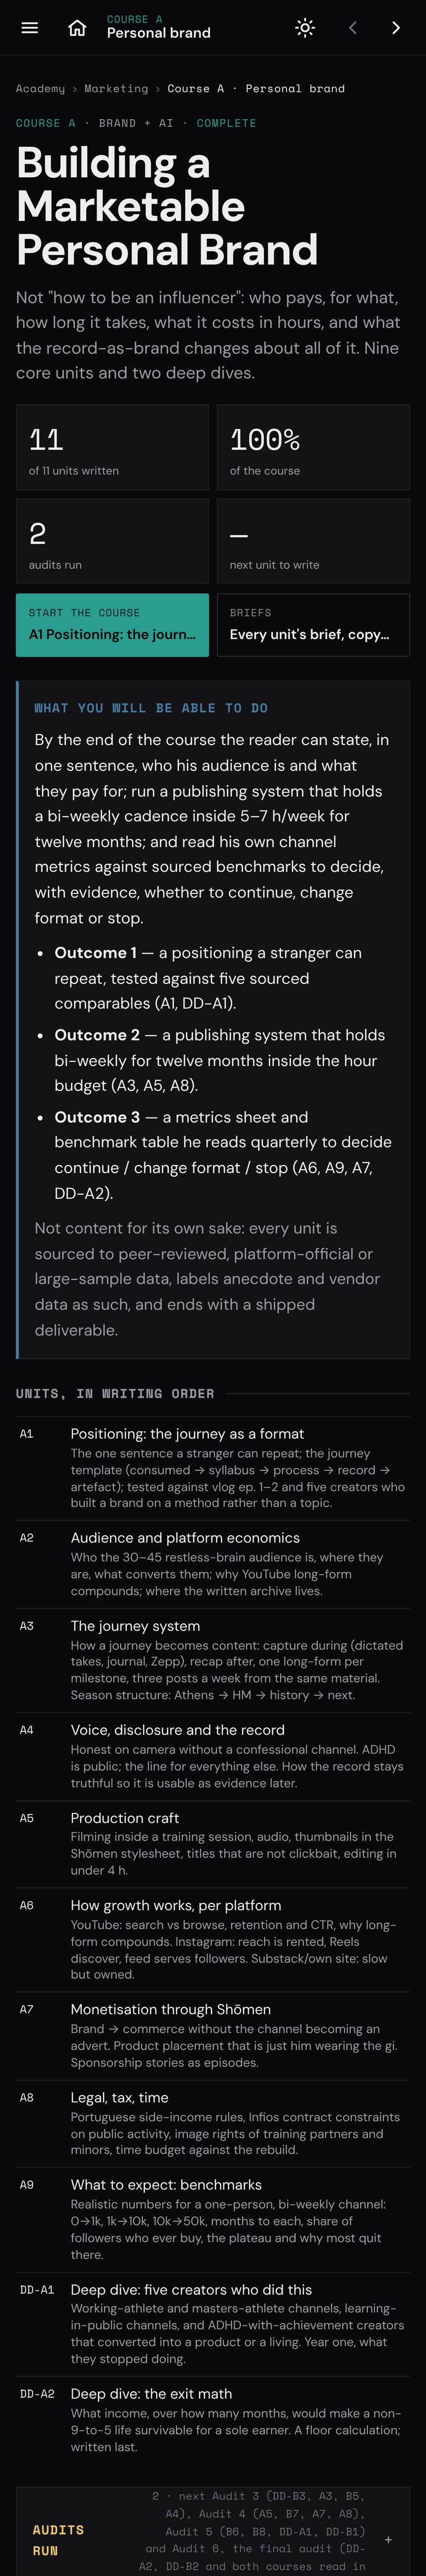 COURSE A
Personal brand
Academy › Marketing › Course A · Personal brand
COURSE A · BRAND + AI · COMPLETE
Building a
Marketable
Personal Brand
Not "how to be an influencer": who pays, for what,
how long it takes, what it costs in hours, and what
the record-as-brand changes about all of it. Nine
core units and two deep dives.
11
of 11 units written
100%
of the course
2
audits run
—
next unit to write
START THE COURSE
A1 Positioning: the journ...
BRIEFS
Every unit's brief, copy...
WHAT YOU WILL BE ABLE TO DO
By the end of the course the reader can state, in
one sentence, who his audience is and what
they pay for; run a publishing system that holds
a bi-weekly cadence inside 5–7 h/week for
twelve months; and read his own channel
metrics against sourced benchmarks to decide,
with evidence, whether to continue, change
format or stop.
• Outcome 1 — a positioning a stranger can
repeat, tested against five sourced
comparables (A1, DD-A1).
• Outcome 2 — a publishing system that holds
bi-weekly for twelve months inside the hour
budget (A3, A5, A8).
• Outcome 3 — a metrics sheet and
benchmark table he reads quarterly to decide
continue / change format / stop (A6, A9, A7,
DD-A2).
Not content for its own sake: every unit is
sourced to peer-reviewed, platform-official or
large-sample data, labels anecdote and vendor
data as such, and ends with a shipped
deliverable.
UNITS, IN WRITING ORDER
A1 Positioning: the journey as a format
The one sentence a stranger can repeat; the journey
template (consumed → syllabus → process → record →
artefact); tested against vlog ep. 1–2 and five creators who
built a brand on a method rather than a topic.
A2 Audience and platform economics
Who the 30–45 restless-brain audience is, where they
are, what converts them; why YouTube long-form
compounds; where the written archive lives.
A3 The journey system
How a journey becomes content: capture during (dictated
takes, journal, Zepp), recap after, one long-form per
milestone, three posts a week from the same material.
Season structure: Athens → HM → history → next.
A4 Voice, disclosure and the record
Honest on camera without a confessional channel. ADHD
is public; the line for everything else. How the record stays
truthful so it is usable as evidence later.
A5 Production craft
Filming inside a training session, audio, thumbnails in the
Shōmen stylesheet, titles that are not clickbait, editing in
under 4 h.
A6 How growth works, per platform
YouTube: search vs browse, retention and CTR, why long-
form compounds. Instagram: reach is rented, Reels
discover, feed serves followers. Substack/own site: slow
but owned.
A7 Monetisation through Shōmen
Brand → commerce without the channel becoming an
advert. Product placement that is just him wearing the gi.
Sponsorship stories as episodes.
A8 Legal, tax, time
Portuguese side-income rules, Infios contract constraints
on public activity, image rights of training partners and
minors, time budget against the rebuild.
A9 What to expect: benchmarks
Realistic numbers for a one-person, bi-weekly channel:
0→1k, 1k→10k, 10k→50k, months to each, share of
followers who ever buy, the plateau and why most quit
there.
DD-A1 Deep dive: five creators who did this
Working-athlete and masters-athlete channels, learning-
in-public channels, and ADHD-with-achievement creators
that converted into a product or a living. Year one, what
they stopped doing.
DD-A2 Deep dive: the exit math
What income, over how many months, would make a non-
9-to-5 life survivable for a sole earner. A floor calculation;
written last.
AUDITS
RUN
2 · next Audit 3 (DD-B3, A3, B5,
A4), Audit 4 (A5, B7, A7, A8),
Audit 5 (B6, B8, DD-A1, DD-B1)
and Audit 6, the final audit (DD-
A2, DD-B2 and both courses read in
+